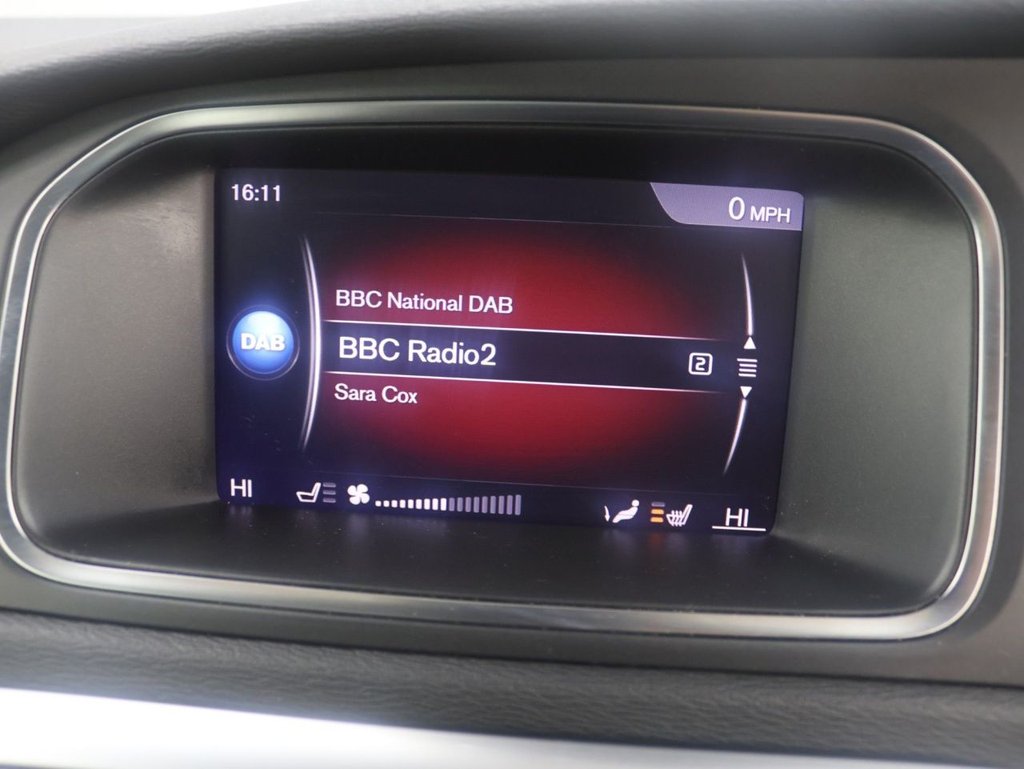 16:11
0 MPH
BBC National DAB
DAB
BBC Radio2
2
Sara Cox
HI
HI